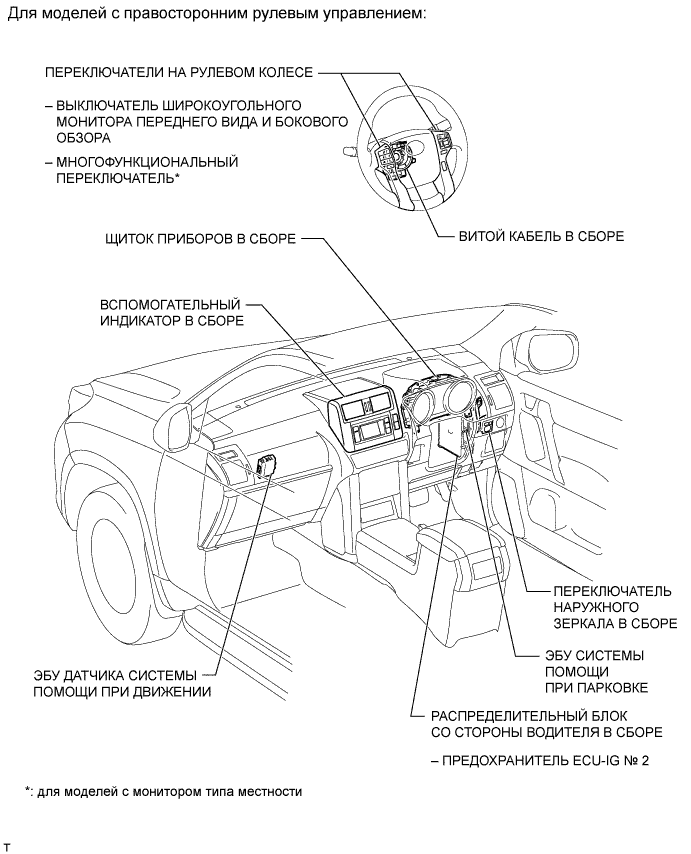 Для моделей с правосторонним рулевым управлением:
ПЕРЕКЛЮЧАТЕЛИ НА РУЛЕВОМ КОЛЕСЕ
– ВЫКЛЮЧАТЕЛЬ ШИРОКОУГОЛЬНОГО
МОНИТОРА ПЕРЕДНЕГО ВИДА И БОКОВОГО
ОБЗОРА
– МНОГОФУНКЦИОНАЛЬНЫЙ
ПЕРЕКЛЮЧАТЕЛЬ*
ЩИТОК ПРИБОРОВ В СБОРЕ
ВИТОЙ КАБЕЛЬ В СБОРЕ
ВСПОМОГАТЕЛЬНЫЙ
ИНДИКАТОР В СБОРЕ
ПЕРЕКЛЮЧАТЕЛЬ
НАРУЖНОГО
ЗЕРКАЛА В СБОРЕ
ЭБУ СИСТЕМЫ
ПОМОЩИ
ПРИ ПАРКОВКЕ
ЭБУ ДАТЧИКА СИСТЕМЫ
ПОМОЩИ ПРИ ДВИЖЕНИИ
РАСПРЕДЕЛИТЕЛЬНЫЙ БЛОК
СО СТОРОНЫ ВОДИТЕЛЯ В СБОРЕ
– ПРЕДОХРАНИТЕЛЬ ECU-IG № 2
*: для моделей с монитором типа местности
T